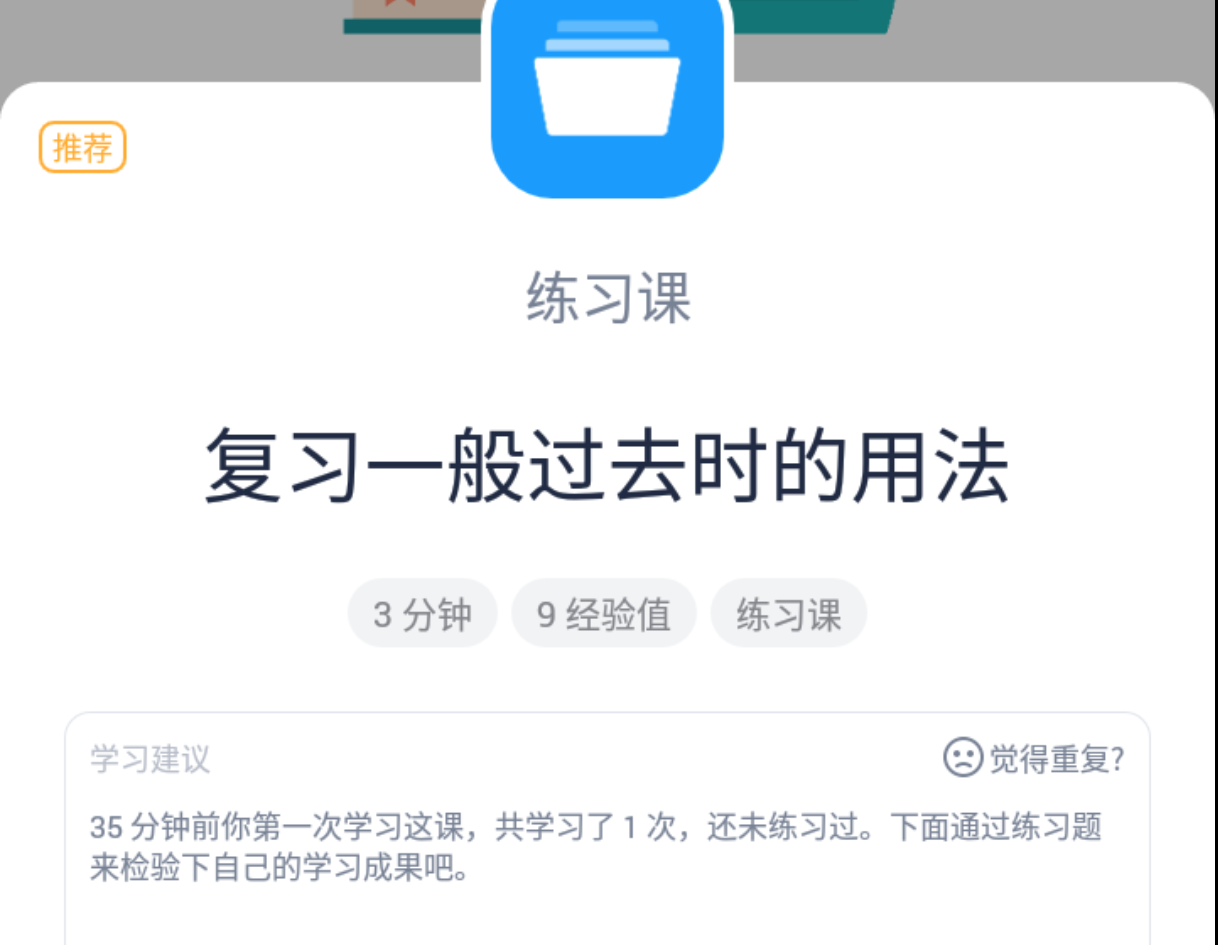 推荐
练习课
复习一般过去时的用法
3 分钟
9 经验值
练习课
学习建议
觉得重复?
35 分钟前你第一次学习这课，共学习了 1 次，还未练习过。下面通过练习题
来检验下自己的学习成果吧。